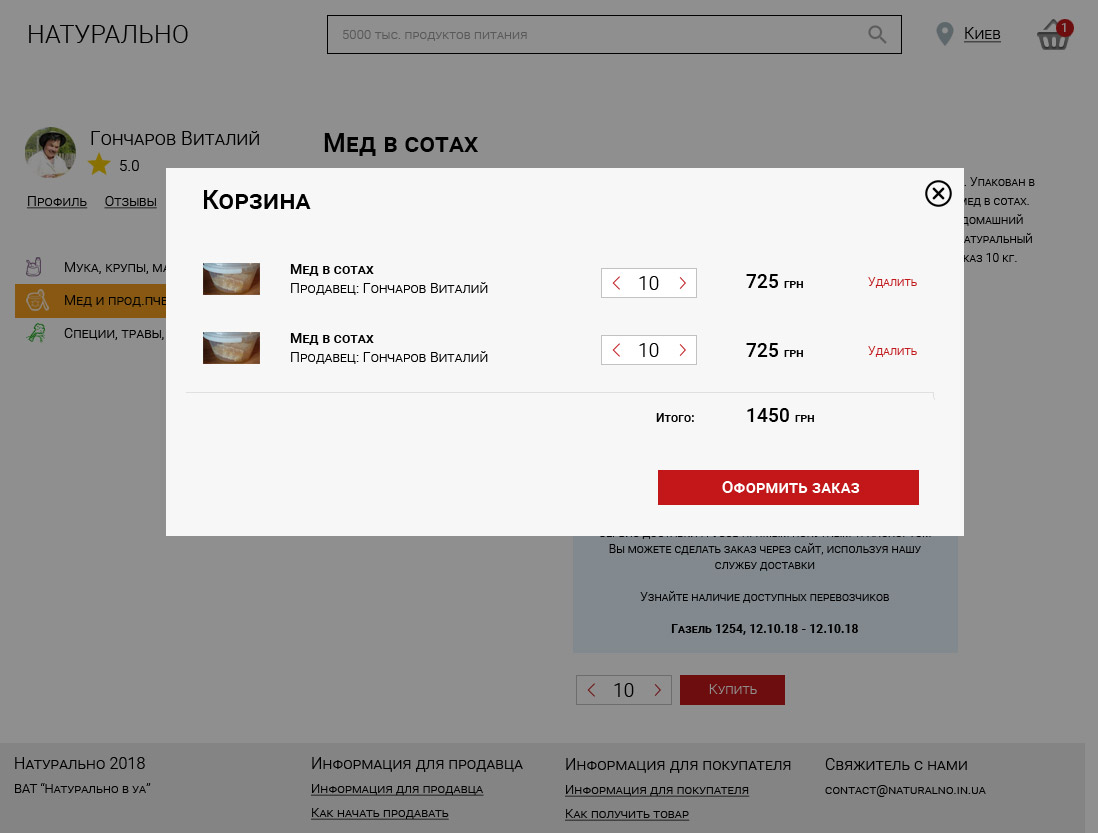 НАТУРАЛЬНО
5000 тыс. продуктов питания
Киев
1
Гончаров Виталий
5.0
Профиль Отзывы
Мед в сотах
Упакован в
мед в сотах.
домашний
каз 10 кг.
Мука, крупы,
Мед и прод.пче
Специи, травы,
Корзина
Мед в сотах
Продавец: Гончаров Виталий
10
725 грн
Удалить
Мед в сотах
Продавец: Гончаров Виталий
10
725 грн
Удалить
Итого: 1450 грн
Оформить заказ
Вы можете сделать заказ через сайт, используя нашу
службу доставки
Узнайте наличие доступных перевозчиков
Газель 1254, 12.10.18 - 12.10.18
10
Купить
Натурально 2018
ВАТ "Натурально в уа"
Информация для продавца
Информация для продавца
Как начать продавать
Информация для покупателя
Информация для покупателя
Как получить товар
Свяжитель с нами
contact@naturalno.in.ua